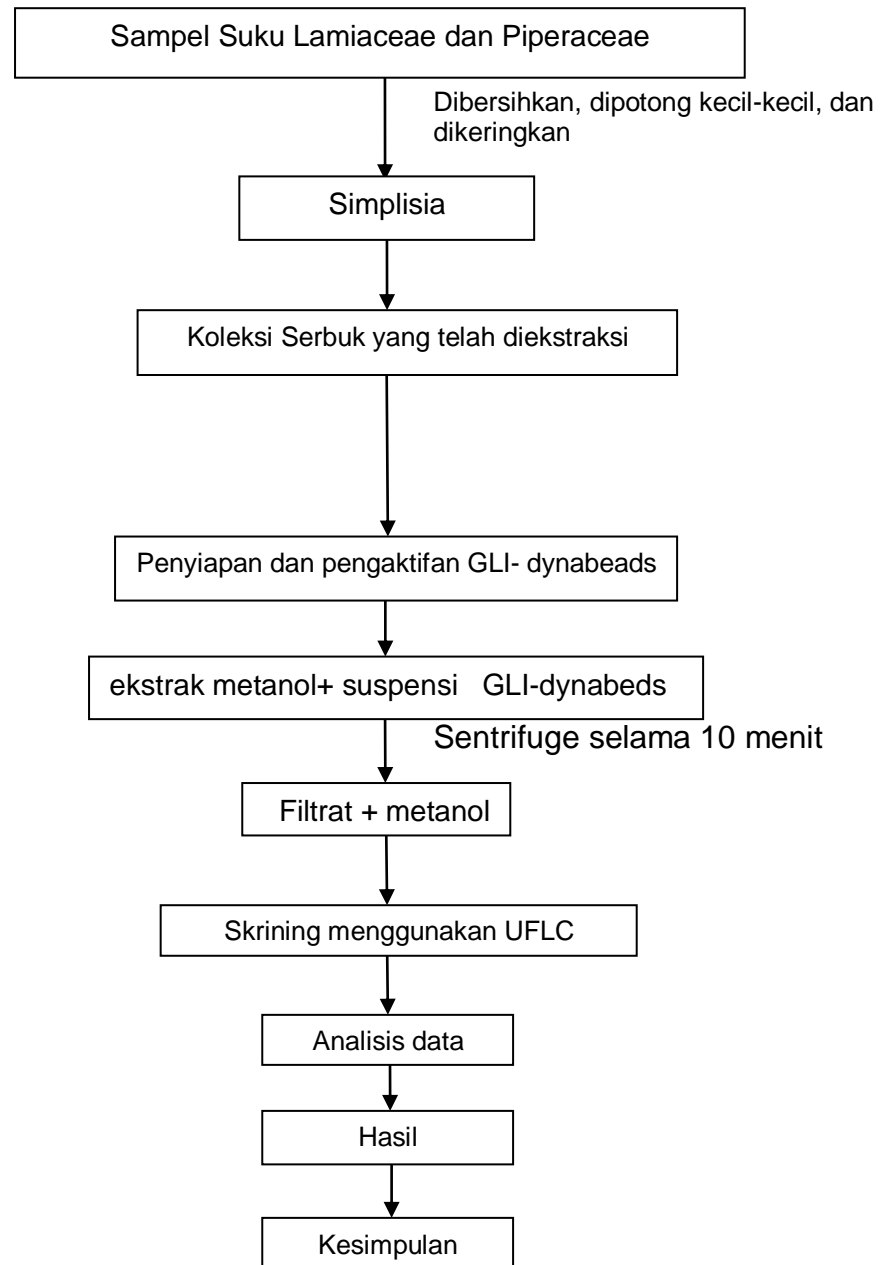 Sampel Suku Lamiaceae dan Piperaceae
Dibersihkan, dipotong kecil-kecil, dan
dikeringkan
Simplisia
Koleksi Serbuk yang telah diekstraksi
Penyiapan dan pengaktifan GLI- dynabeads
ekstrak metanol+ suspensi GLI-dynabeds
Sentrifuge selama 10 menit
Filtrat + metanol
Skrining menggunakan UFLC
Analisis data
Hasil
Kesimpulan